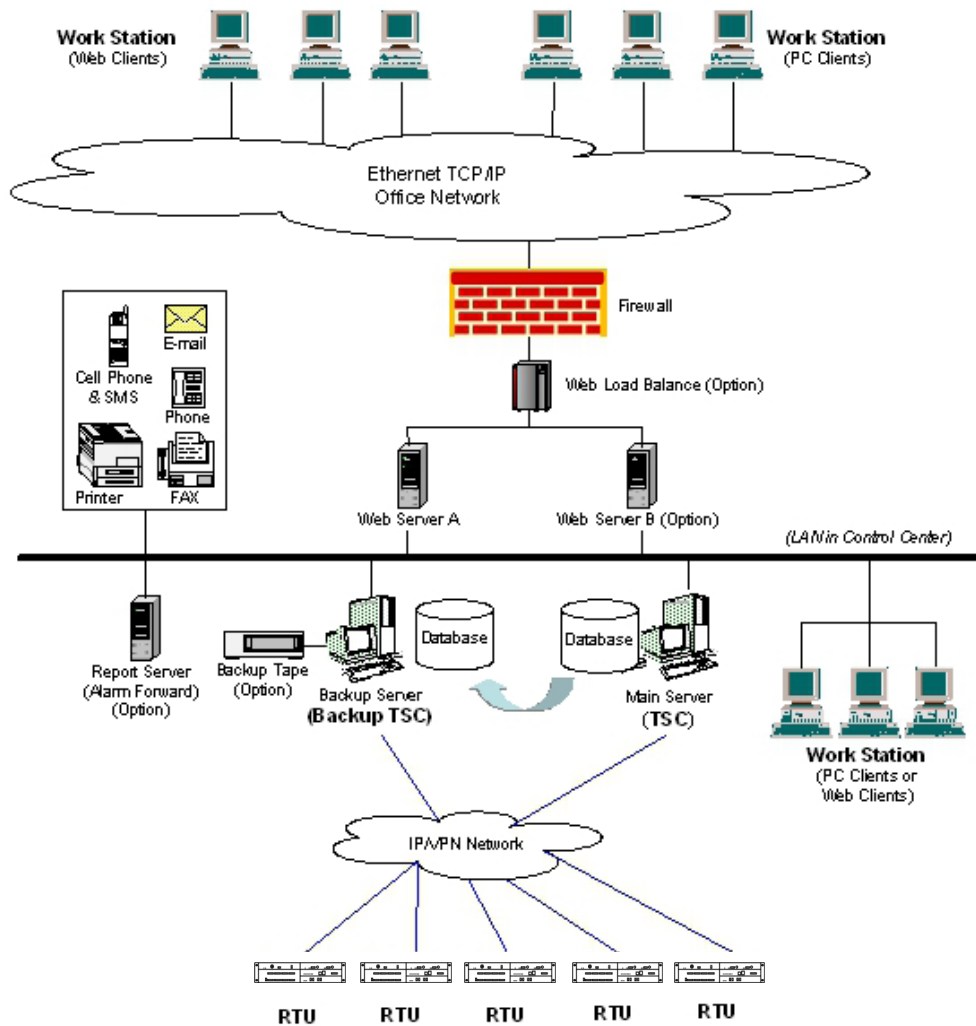 Work Station
(Web Clients)
Work Station
(PC Clients)
Ethernet TCP/IP
Office Network
Firewall
E-mail
Cell Phone
& SMS
Phone
Printer
FAX
Web Load Balance (Option)
Web Server A
Web Server B (Option)
(LAN in Control Center)
Database
Database
Report Server
(Alarm Forward)
(Option)
Backup Tape
(Option)
Backup Server
(Backup TSC)
Main Server
(TSC)
Work Station
(PC Clients or
Web Clients)
IP/VPN Network
RTU
RTU
RTU
RTU
RTU